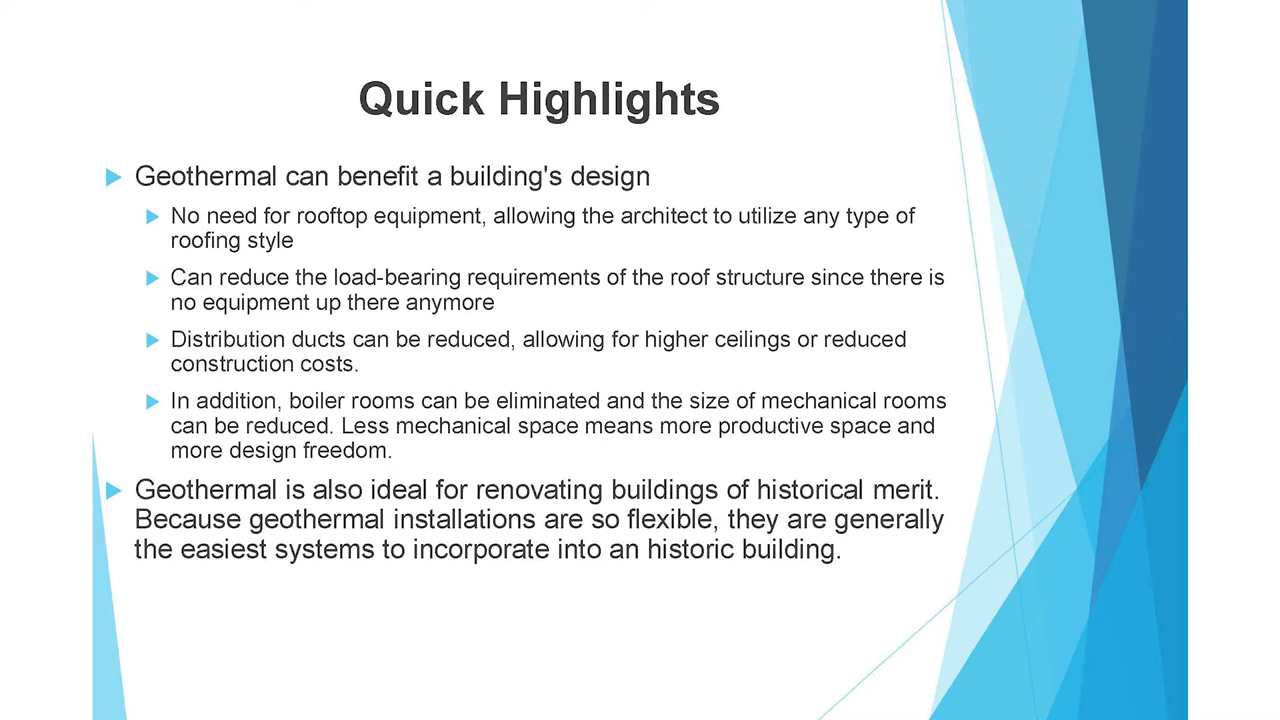 Quick Highlights
Geothermal can benefit a building's design
No need for rooftop equipment, allowing the architect to utilize any type of
roofing style
Can reduce the load-bearing requirements of the roof structure since there is
no equipment up there anymore
Distribution ducts can be reduced, allowing for higher ceilings or reduced
construction costs.
In addition, boiler rooms can be eliminated and the size of mechanical rooms
can be reduced. Less mechanical space means more productive space and
more design freedom.
Geothermal is also ideal for renovating buildings of historical merit.
Because geothermal installations are so flexible, they are generally
the easiest systems to incorporate into an historic building.